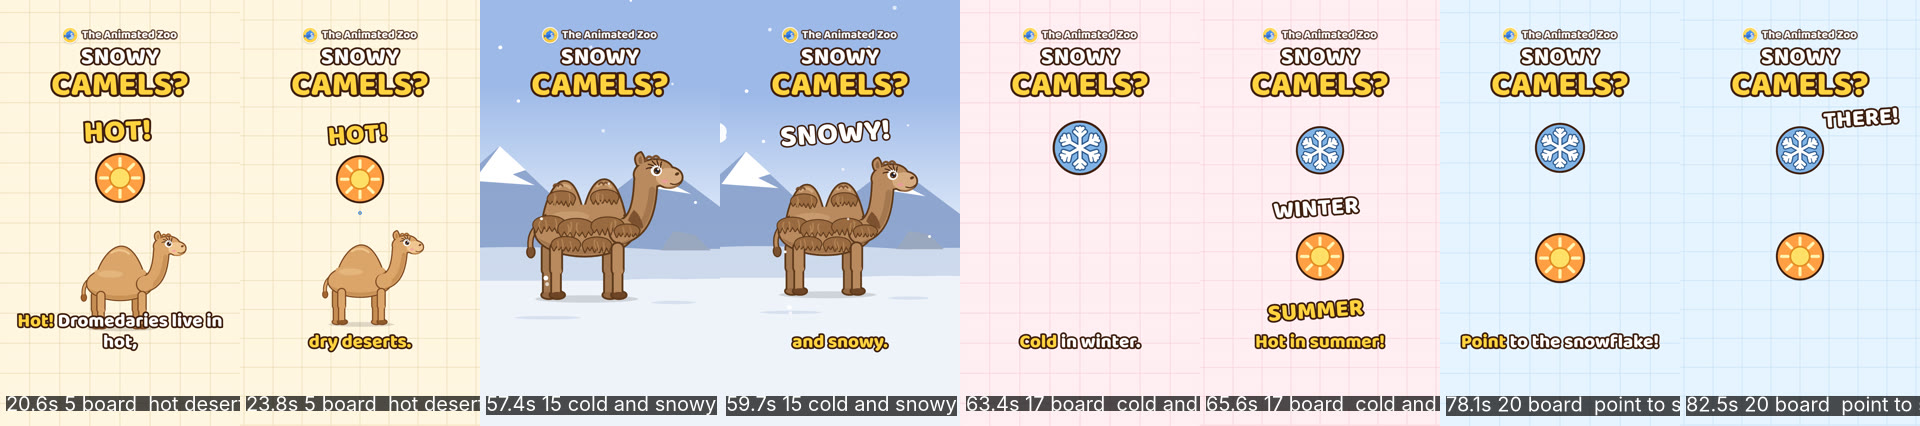 The Animated Zoo
SNOWY
CAMELS?
HOT!
Hot! Dromedaries live in
hot,
20.6s 5 board hot deser
The Animated Zoo
SNOWY
CAMELS?
HOT!
dry deserts.
23.8s 5 board hot desert
The Animated Zoo
SNOWY
CAMELS?
57.4s 15 cold and snowy
The Animated Zoo
SNOWY
CAMELS?
SNOWY!
and snowy.
59.7s 15 cold and snowy
The Animated Zoo
SNOWY
CAMELS?
Cold in winter.
63.4s 17 board cold and
The Animated Zoo
SNOWY
CAMELS?
WINTER
SUMMER
Hot in summer!
65.6s 17 board cold and
The Animated Zoo
SNOWY
CAMELS?
Point to the snowflake!
78.1s 20 board point to s
The Animated Zoo
SNOWY
CAMELS?
THERE!
82.5s 20 board point to